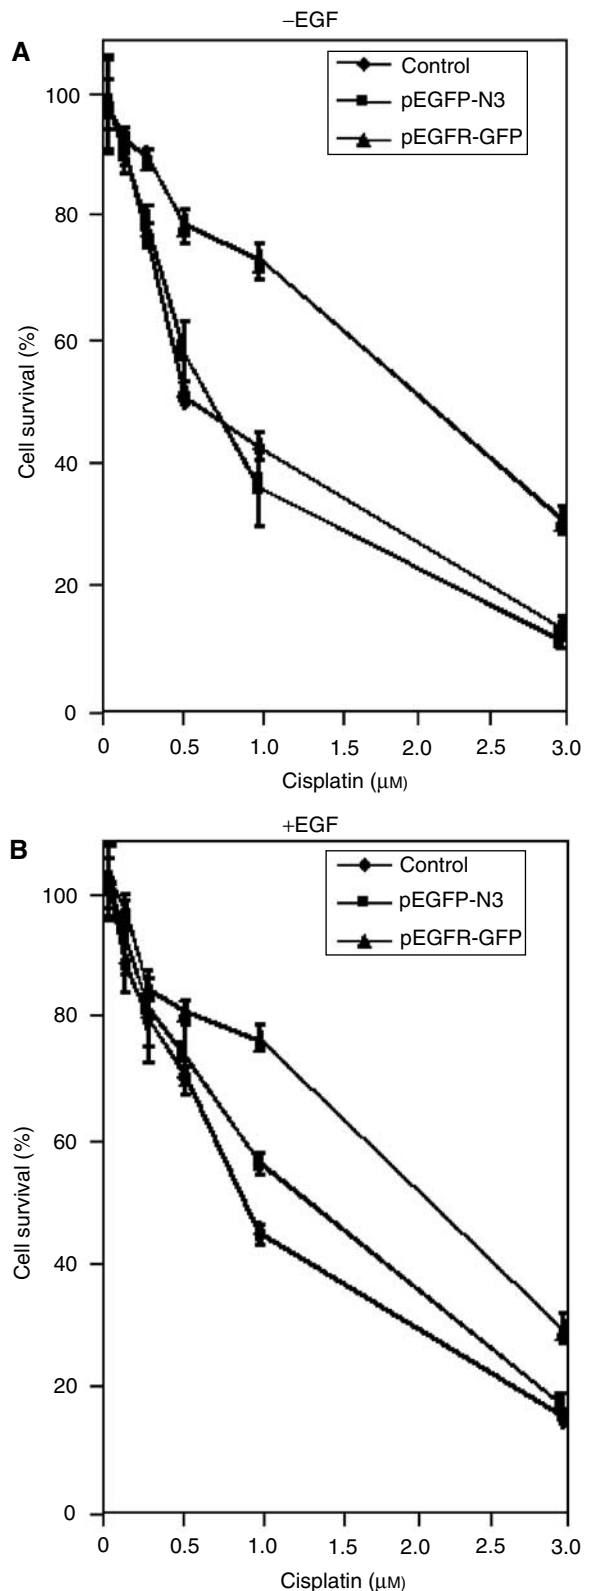 −EGF
A
Control
pEGFP-N3
pEGFR-GFP
100
80
60
40
20
0
Cell survival (%)
0 0.5 1.0 1.5 2.0 2.5 3.0
Cisplatin (μM)
+EGF
B
Control
pEGFP-N3
pEGFR-GFP
100
80
60
40
20
0
Cell survival (%)
0 0.5 1.0 1.5 2.0 2.5 3.0
Cisplatin (μM)